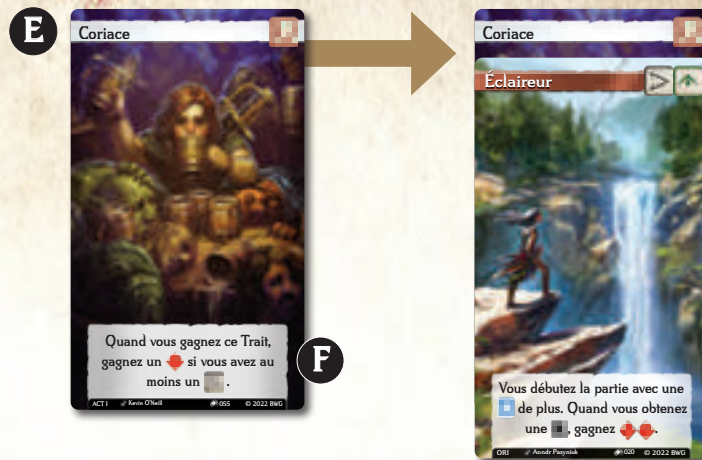 E
Coriace
Quand vous gagnez ce Trait,
gagnez un si vous avez au
moins un .
ACT I Kevin O'Neill 055 © 2022 BWG
F
Coriace
Éclaireur
Vous débutez la partie avec une
de plus. Quand vous obtenez
une , gagnez .
ORI 020 © 2022 BWG